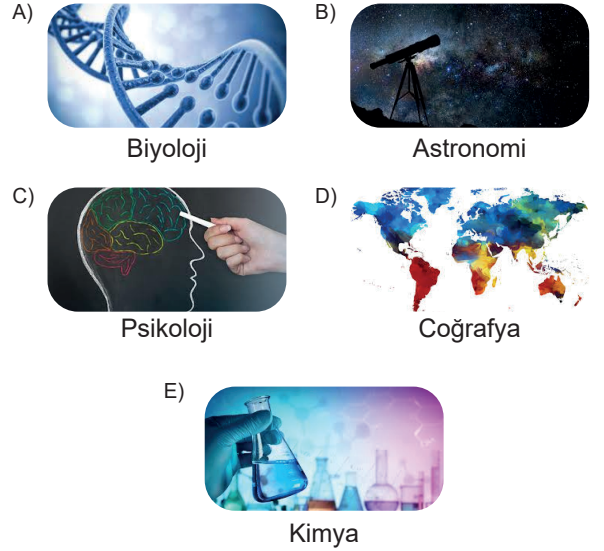 A)
Biyoloji
B)
Astronomi
C)
Psikoloji
D)
Coğrafya
E)
Kimya